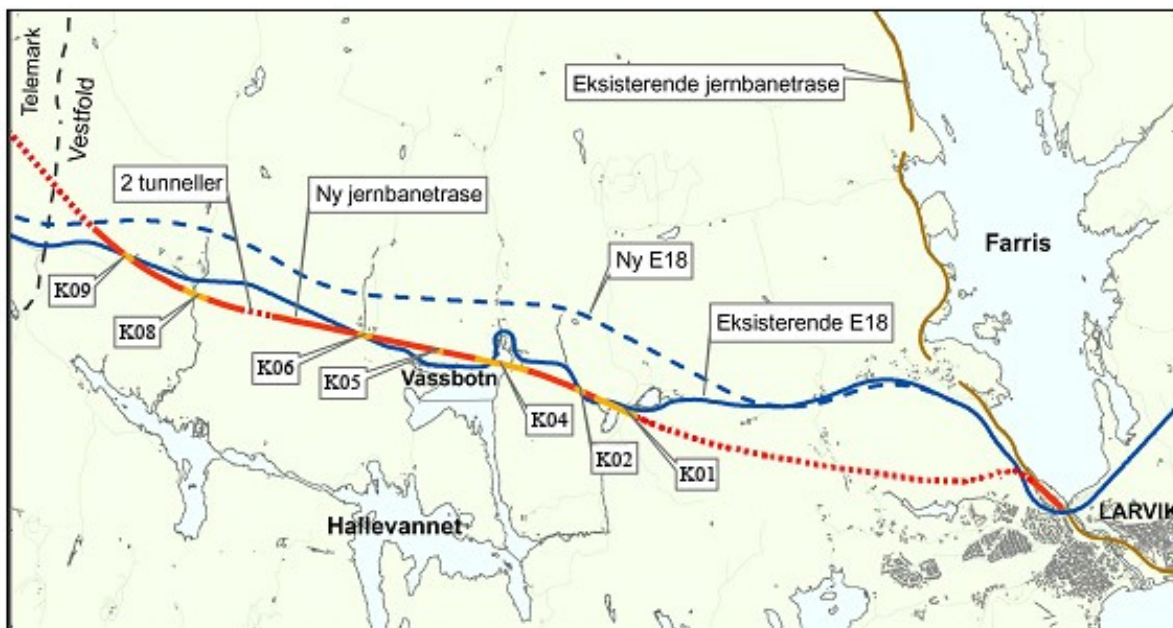 Telemark
Vestfold
Eksisterende jernbanetrase
2 tunneller
Ny jernbanetrase
Farris
Ny E18
K09
Eksisterende E18
K08
K06
K05
Vassbotn
K04
K02
K01
Hallevannet
LARVIK